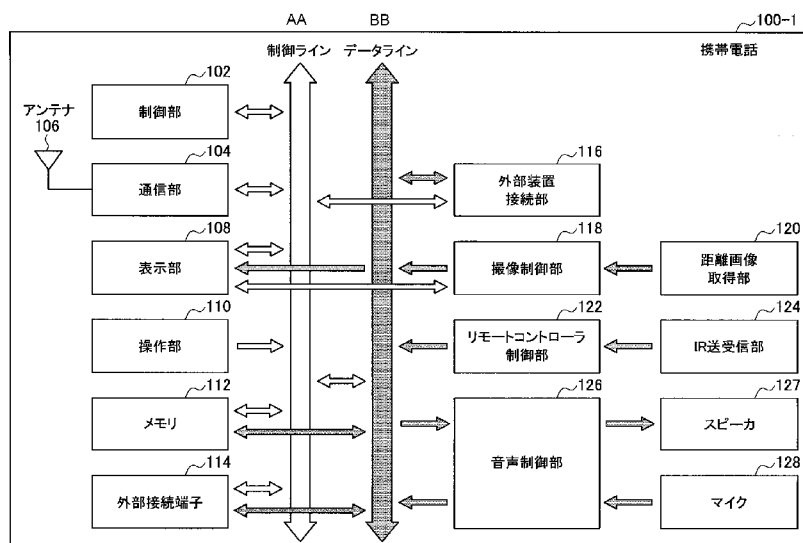 AA BB
100-1
制御ライン データライン
携帯電話
102
制御部
アンテナ
106
104
通信部
116
外部装置
接続部
108
表示部
118
撮像制御部
120
距離画像
取得部
110
操作部
122
リモートコントローラ
制御部
124
IR送受信部
112
メモリ
126
音声制御部
127
スピーカ
114
外部接続端子
128
マイク